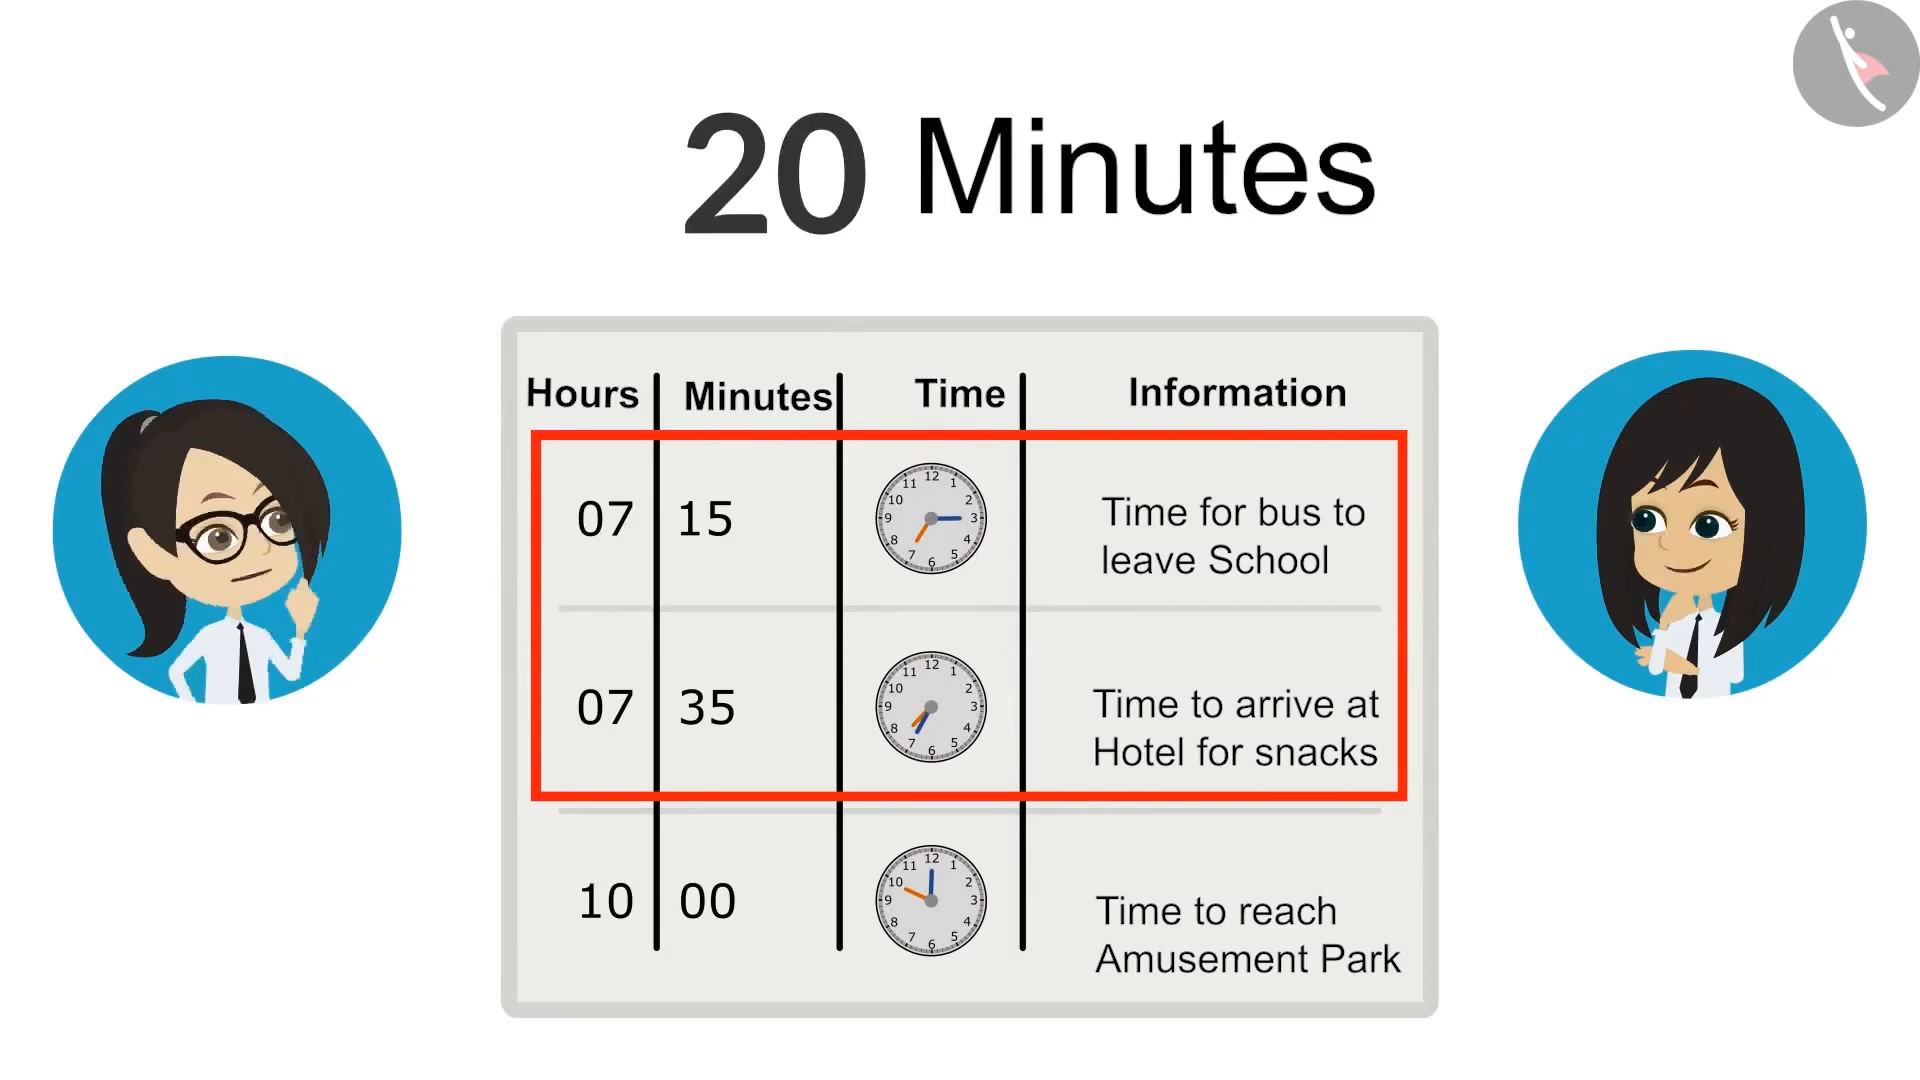 20 Minutes
Hours Minutes Time Information
07 15 Time for bus to
leave School
07 35 Time to arrive at
Hotel for snacks
10 00 Time to reach
Amusement Park